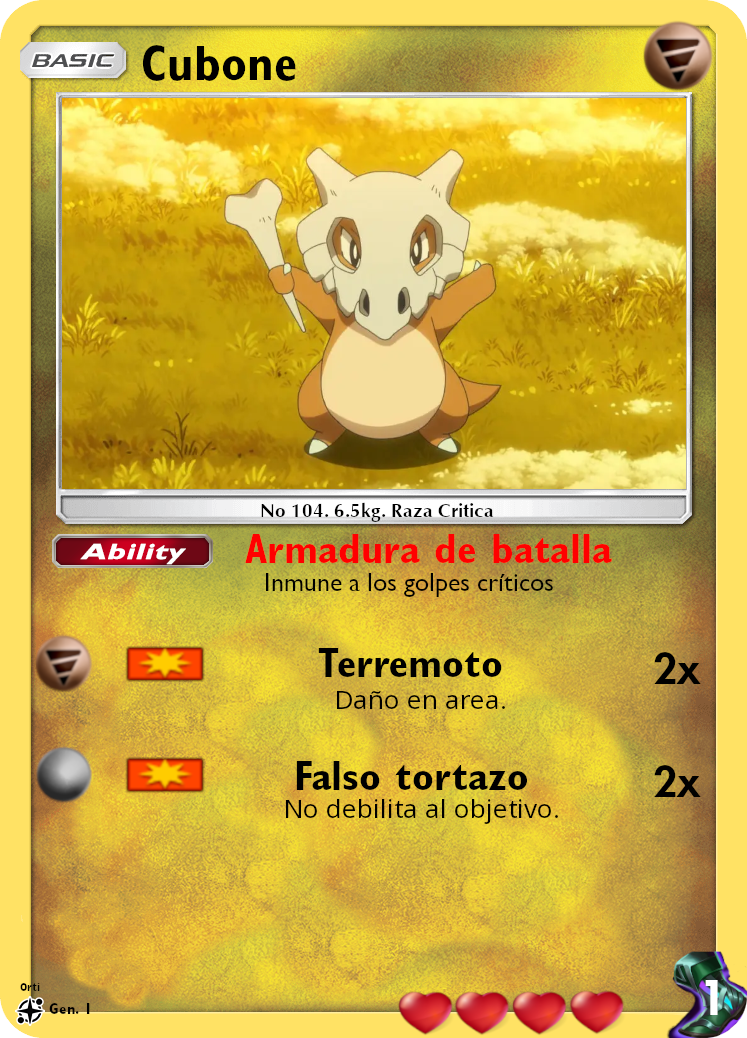 BASIC Cubone
No 104. 6.5kg. Raza Critica
Ability Armadura de batalla
Inmune a los golpes críticos
Terremoto 2x
Daño en area.
Falso tortazo 2x
No debilita al objetivo.
Orti
Gen. 1
1